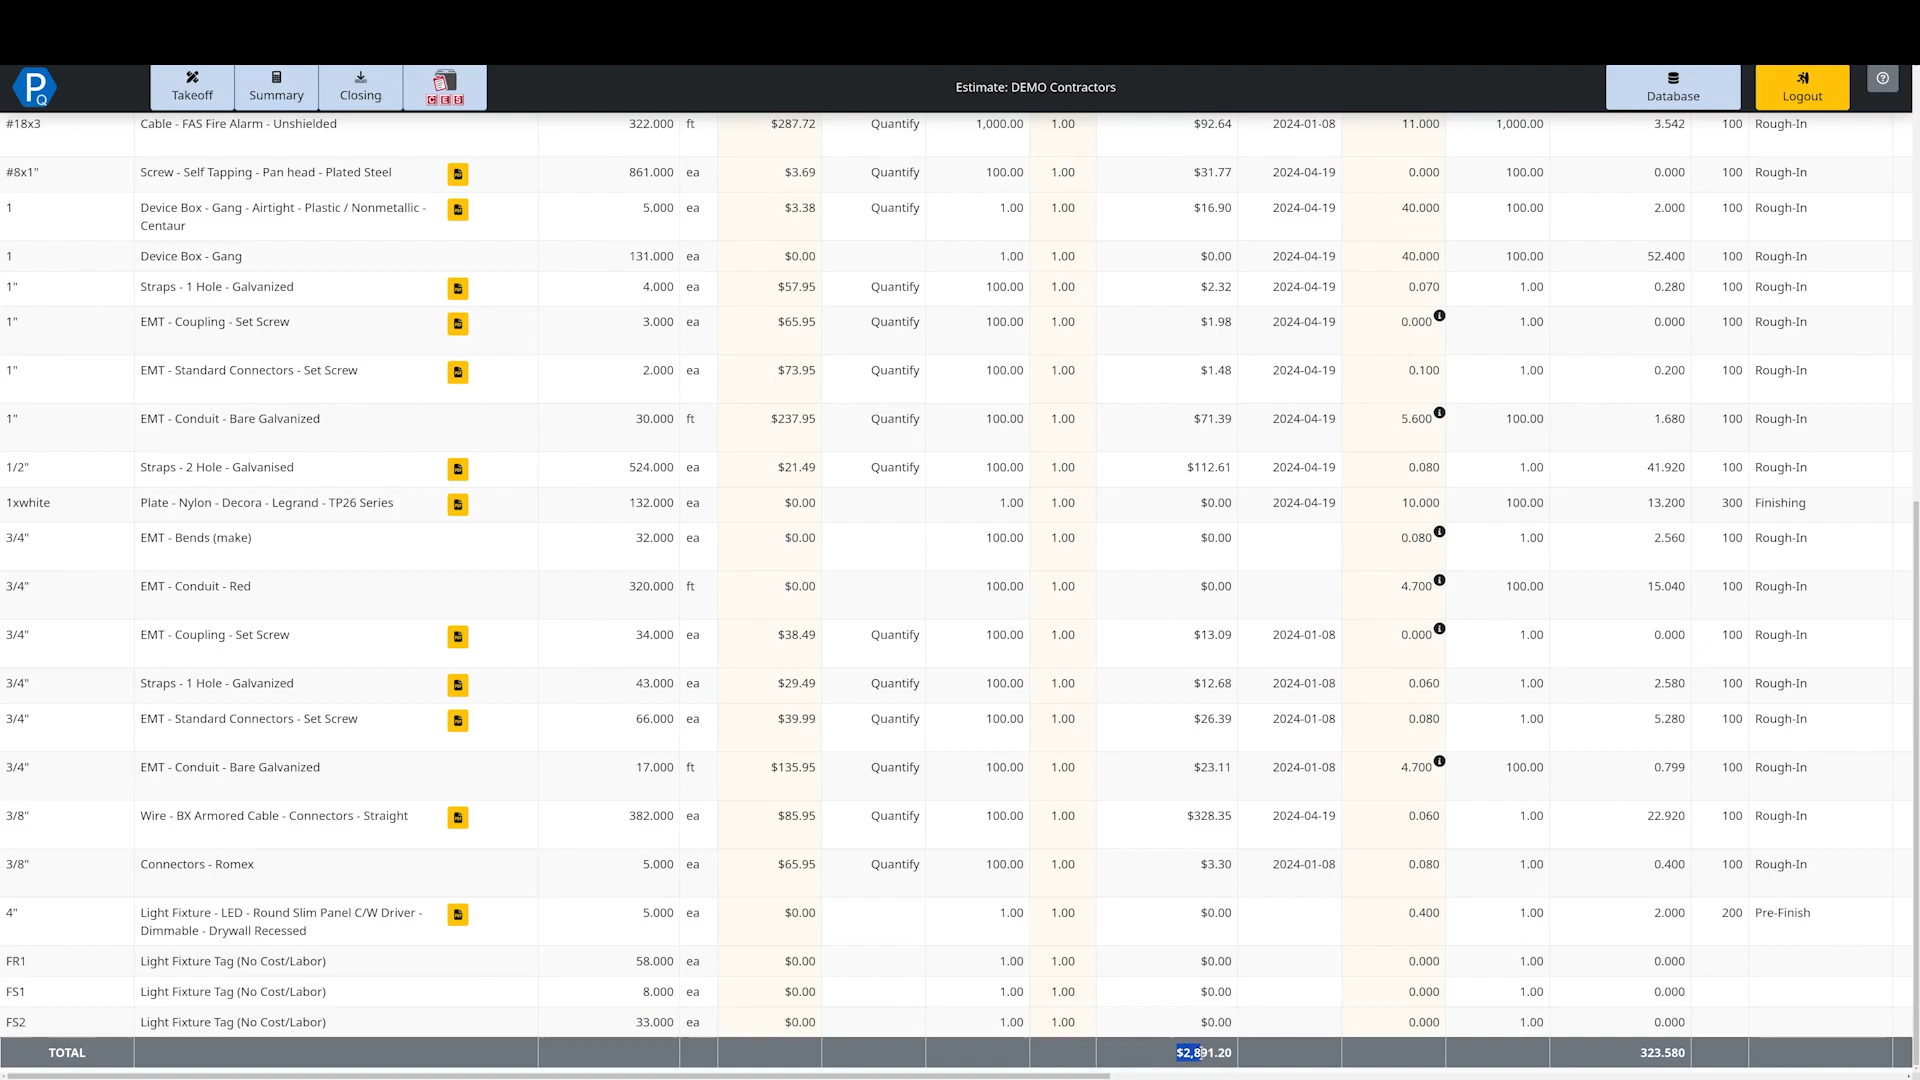 PQ
Takeoff
Summary
Closing
CES
Estimate: DEMO Contractors
Database
Logout
#18x3 Cable - FAS Fire Alarm - Unshielded 322.000 ft $287.72 Quantify 1,000.00 1.00 $92.64 2024-01-08 11.000 1,000.00 3.542 100 Rough-In
#8x1" Screw - Self Tapping - Pan head - Plated Steel 861.000 ea $3.69 Quantify 100.00 1.00 $31.77 2024-04-19 0.000 100.00 0.000 100 Rough-In
1 Device Box - Gang - Airtight - Plastic / Nonmetallic - 5.000 ea $3.38 Quantify 1.00 1.00 $16.90 2024-04-19 40.000 100.00 2.000 100 Rough-In
Centaur
1 Device Box - Gang 131.000 ea $0.00 1.00 1.00 $0.00 2024-04-19 40.000 100.00 52.400 100 Rough-In
1" Straps - 1 Hole - Galvanized 4.000 ea $57.95 Quantify 100.00 1.00 $2.32 2024-04-19 0.070 1.00 0.280 100 Rough-In
1" EMT - Coupling - Set Screw 3.000 ea $65.95 Quantify 100.00 1.00 $1.98 2024-04-19 0.000 1.00 0.000 100 Rough-In
1" EMT - Standard Connectors - Set Screw 2.000 ea $73.95 Quantify 100.00 1.00 $1.48 2024-04-19 0.100 1.00 0.200 100 Rough-In
1" EMT - Conduit - Bare Galvanized 30.000 ft $237.95 Quantify 100.00 1.00 $71.39 2024-04-19 5.600 100.00 1.680 100 Rough-In
1/2" Straps - 2 Hole - Galvanised 524.000 ea $21.49 Quantify 100.00 1.00 $112.61 2024-04-19 0.080 1.00 41.920 100 Rough-In
1xwhite Plate - Nylon - Decora - Legrand - TP26 Series 132.000 ea $0.00 1.00 1.00 $0.00 2024-04-19 10.000 100.00 13.200 300 Finishing
3/4" EMT - Bends (make) 32.000 ea $0.00 100.00 1.00 $0.00 0.080 1.00 2.560 100 Rough-In
3/4" EMT - Conduit - Red 320.000 ft $0.00 100.00 1.00 $0.00 4.700 100.00 15.040 100 Rough-In
3/4" EMT - Coupling - Set Screw 34.000 ea $38.49 Quantify 100.00 1.00 $13.09 2024-01-08 0.000 1.00 0.000 100 Rough-In
3/4" Straps - 1 Hole - Galvanized 43.000 ea $29.49 Quantify 100.00 1.00 $12.68 2024-01-08 0.060 1.00 2.580 100 Rough-In
3/4" EMT - Standard Connectors - Set Screw 66.000 ea $39.99 Quantify 100.00 1.00 $26.39 2024-01-08 0.080 1.00 5.280 100 Rough-In
3/4" EMT - Conduit - Bare Galvanized 17.000 ft $135.95 Quantify 100.00 1.00 $23.11 2024-01-08 4.700 100.00 0.799 100 Rough-In
3/8" Wire - BX Armored Cable - Connectors - Straight 382.000 ea $85.95 Quantify 100.00 1.00 $328.35 2024-04-19 0.060 1.00 22.920 100 Rough-In
3/8" Connectors - Romex 5.000 ea $65.95 Quantify 100.00 1.00 $3.30 2024-01-08 0.080 1.00 0.400 100 Rough-In
4" Light Fixture - LED - Round Slim Panel C/W Driver - 5.000 ea $0.00 1.00 1.00 $0.00 0.400 1.00 2.000 200 Pre-Finish
Dimmable - Drywall Recessed
FR1 Light Fixture Tag (No Cost/Labor) 58.000 ea $0.00 1.00 1.00 $0.00 0.000 1.00 0.000
FS1 Light Fixture Tag (No Cost/Labor) 8.000 ea $0.00 1.00 1.00 $0.00 0.000 1.00 0.000
FS2 Light Fixture Tag (No Cost/Labor) 33.000 ea $0.00 1.00 1.00 $0.00 0.000 1.00 0.000
TOTAL $2,891.20 323.580